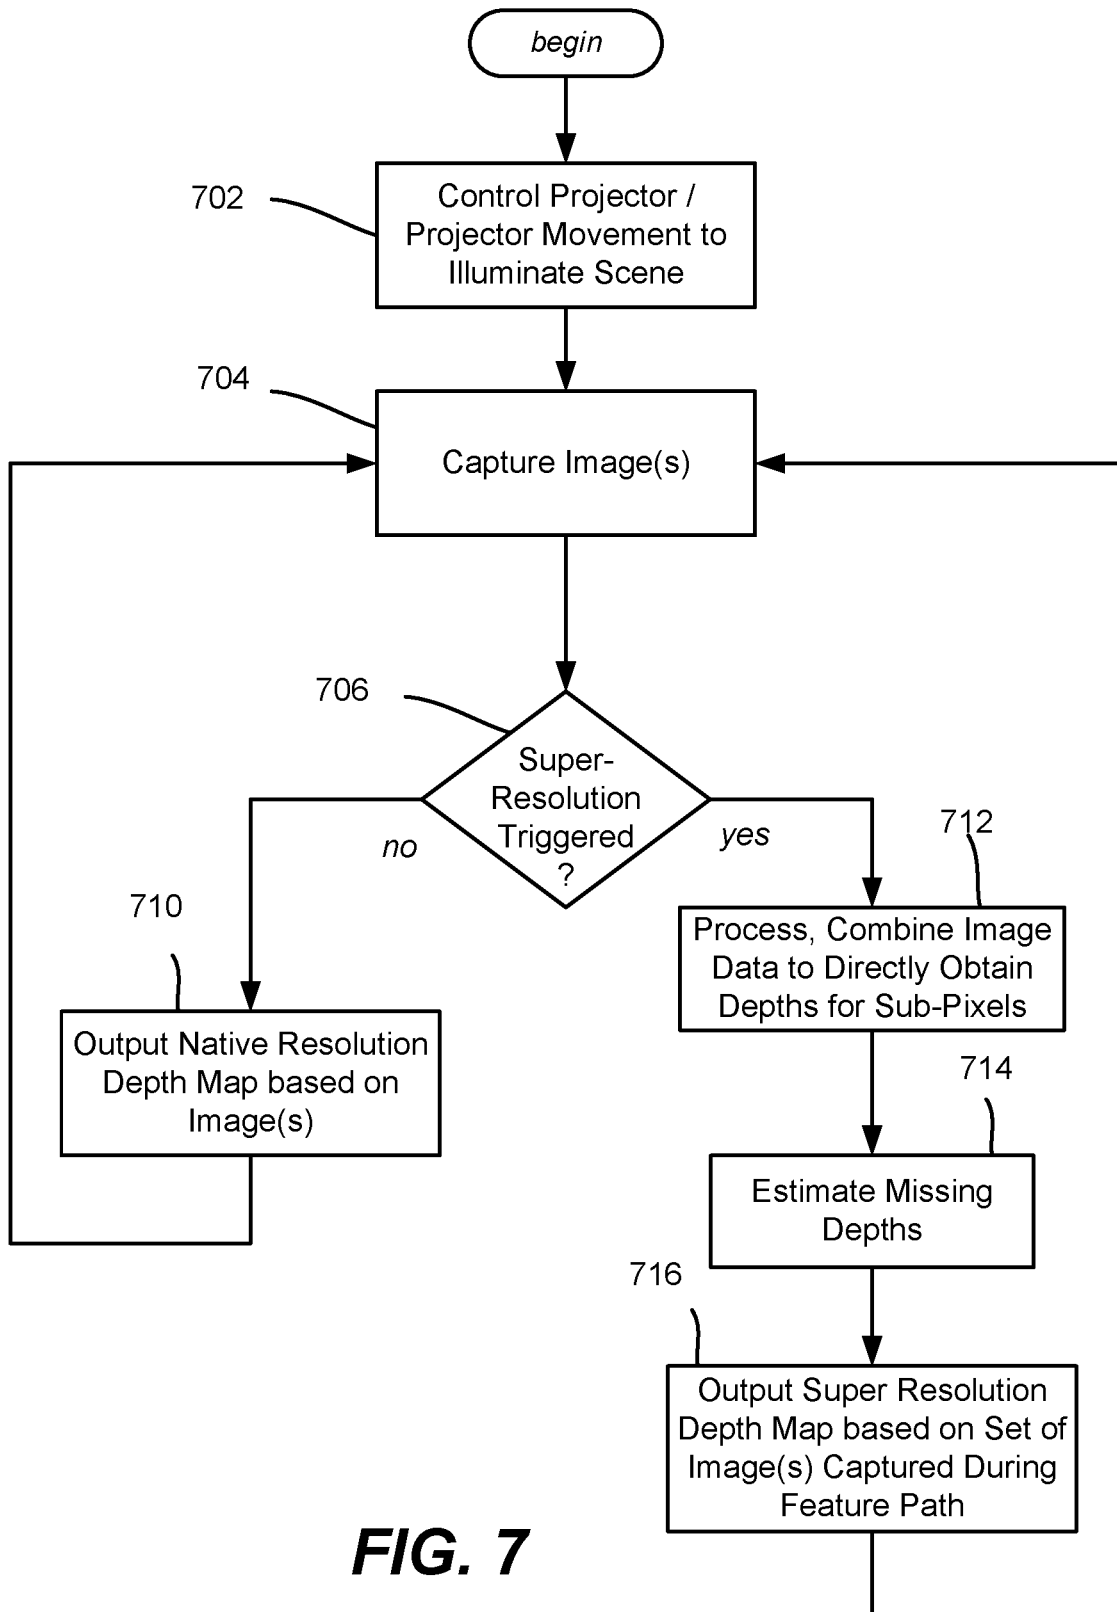 begin
702
Control Projector /
Projector Movement to
Illuminate Scene
704
Capture Image(s)
706
Super-
Resolution
Triggered
?
no
yes
710
Output Native Resolution
Depth Map based on
Image(s)
712
Process, Combine Image
Data to Directly Obtain
Depths for Sub-Pixels
714
Estimate Missing
Depths
716
Output Super Resolution
Depth Map based on Set of
Image(s) Captured During
Feature Path
FIG. 7